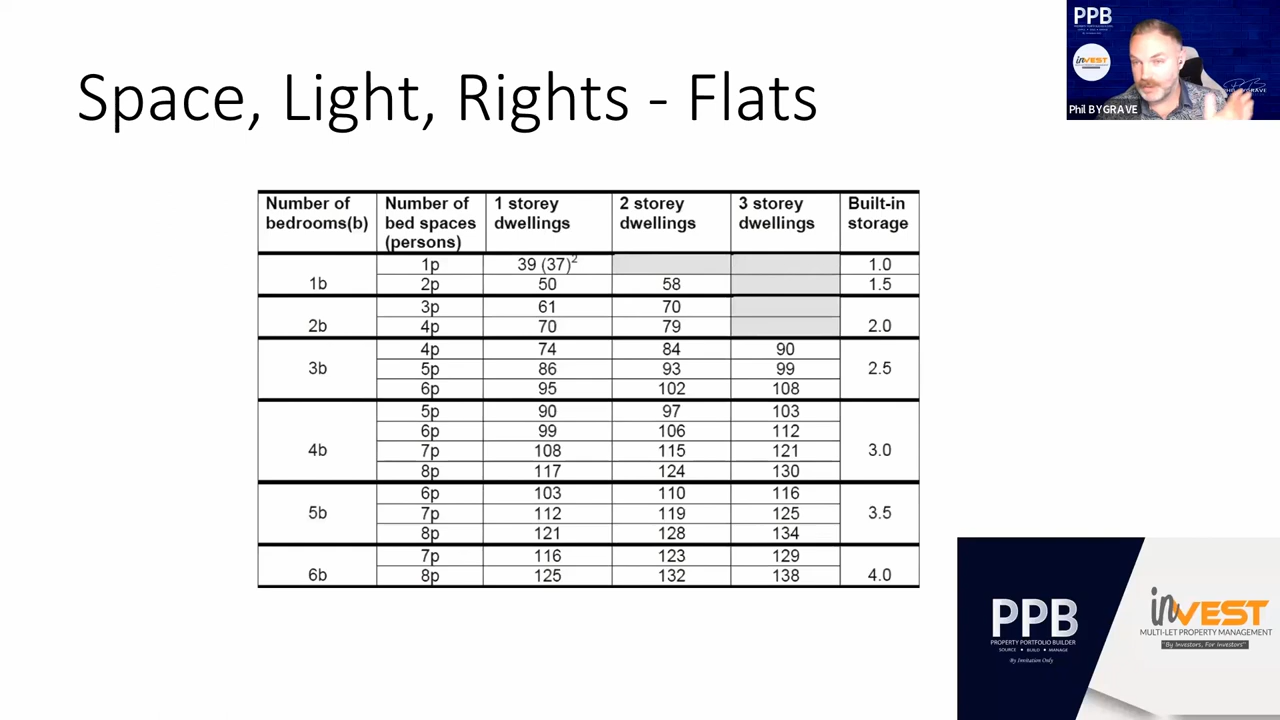 Space, Light, Rights - Flats
PPB
inVEST
Phil BYGRAVE
Number of bedrooms(b) Number of bed spaces (persons) 1 storey dwellings 2 storey dwellings 3 storey dwellings Built-in storage
1b 1p 39 (37)2 1.0
2p 50 58 1.5
2b 3p 61 70 2.0
4p 70 79
3b 4p 74 84 90 2.5
5p 86 93 99
6p 95 102 108
4b 5p 90 97 103 3.0
6p 99 106 112
7p 108 115 121
8p 117 124 130
5b 6p 103 110 116 3.5
7p 112 119 125
8p 121 128 134
6b 7p 116 123 129 4.0
8p 125 132 138
PPB
PROPERTY PORTFOLIO BUILDER
SOURCE • BUILD • MANAGE
By Invitation Only
inVEST
MULTI-LET PROPERTY MANAGEMENT
"By Investors, For Investors"